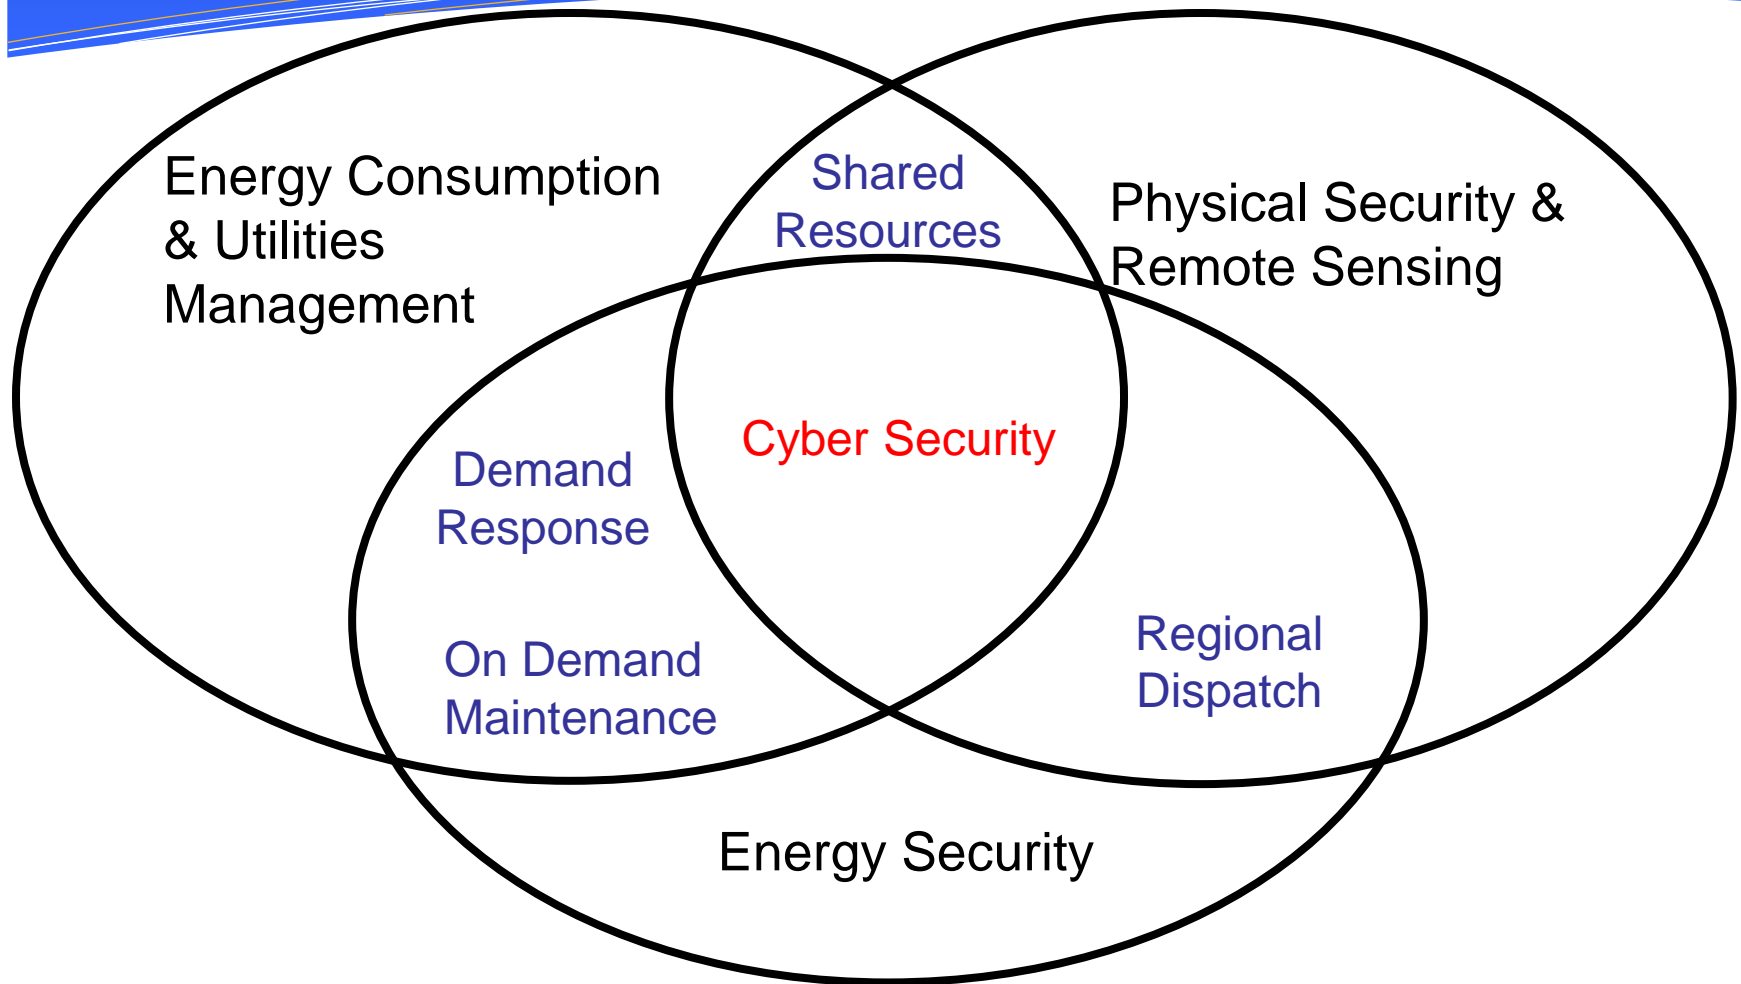 Energy Consumption
& Utilities
Management
Shared
Resources
Physical Security &
Remote Sensing
Cyber Security
Demand
Response
On Demand
Maintenance
Regional
Dispatch
Energy Security